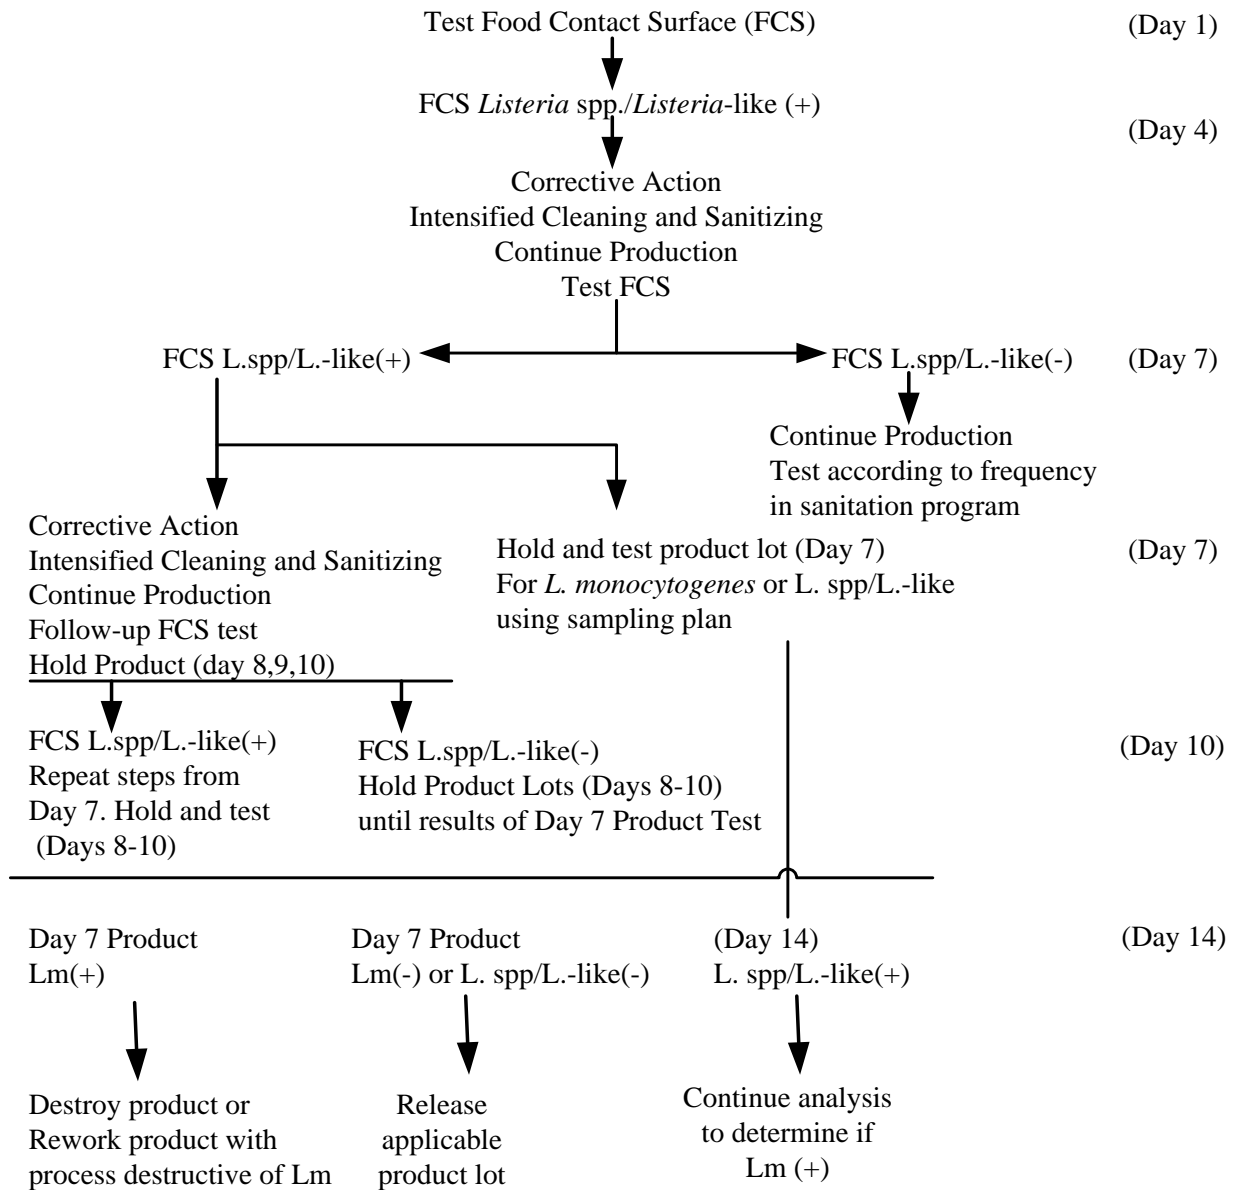 Test Food Contact Surface (FCS)
(Day 1)
FCS Listeria spp./Listeria-like (+)
(Day 4)
Corrective Action
Intensified Cleaning and Sanitizing
Continue Production
Test FCS
FCS L.spp/L.-like(+)
FCS L.spp/L.-like(-)
(Day 7)
Continue Production
Test according to frequency
in sanitation program
Corrective Action
Intensified Cleaning and Sanitizing
Continue Production
Follow-up FCS test
Hold Product (day 8,9,10)
Hold and test product lot (Day 7)
For L. monocytogenes or L. spp/L.-like
using sampling plan
(Day 7)
FCS L.spp/L.-like(+)
Repeat steps from
Day 7. Hold and test
(Days 8-10)
FCS L.spp/L.-like(-)
Hold Product Lots (Days 8-10)
until results of Day 7 Product Test
(Day 10)
Day 7 Product
Lm(+)
Day 7 Product
Lm(-) or L. spp/L.-like(-)
(Day 14)
L. spp/L.-like(+)
(Day 14)
Destroy product or
Rework product with
process destructive of Lm
Release
applicable
product lot
Continue analysis
to determine if
Lm (+)